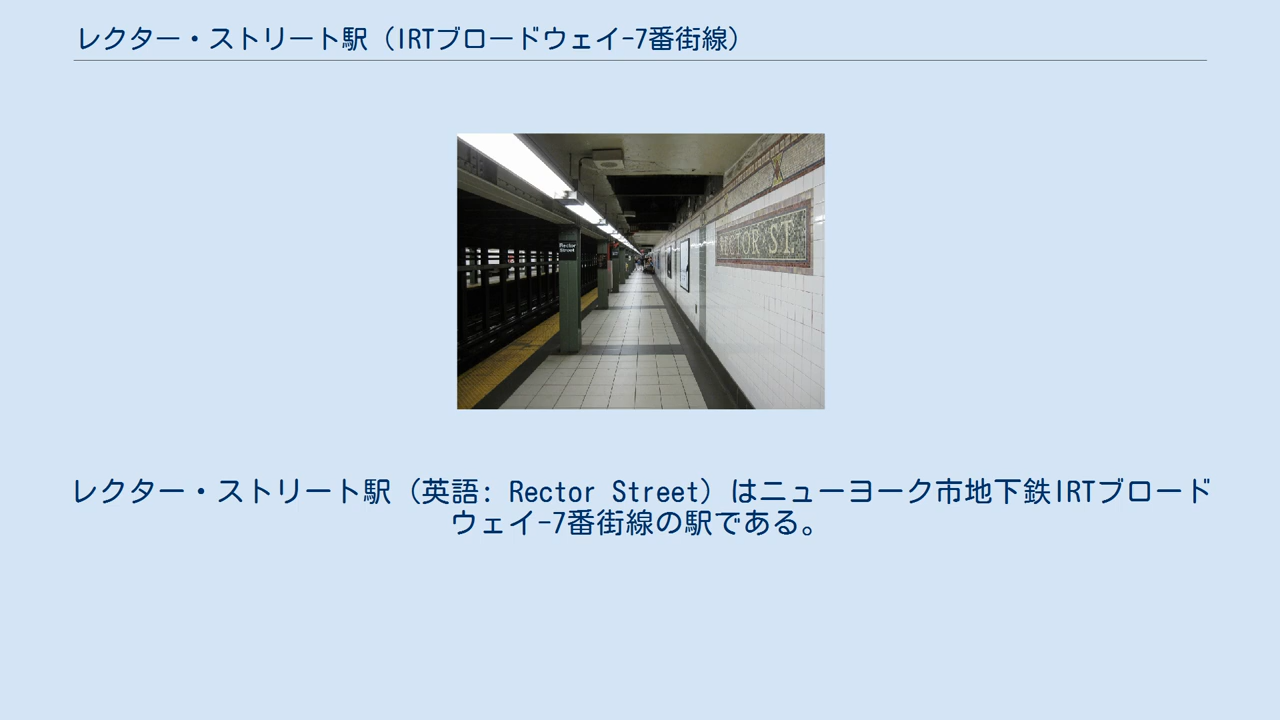 レクター・ストリート駅（IRTブロードウェイ-7番街線）
Rector
Street
RECTOR ST.
レクター・ストリート駅（英語: Rector Street）はニューヨーク市地下鉄IRTブロード
ウェイ-7番街線の駅である。